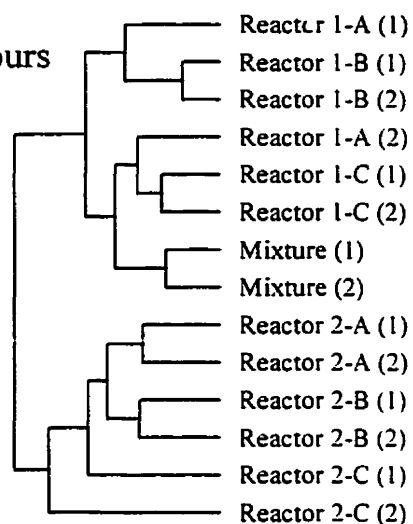 ours
Reactor 1-A (1)
Reactor 1-B (1)
Reactor 1-B (2)
Reactor 1-A (2)
Reactor 1-C (1)
Reactor 1-C (2)
Mixture (1)
Mixture (2)
Reactor 2-A (1)
Reactor 2-A (2)
Reactor 2-B (1)
Reactor 2-B (2)
Reactor 2-C (1)
Reactor 2-C (2)